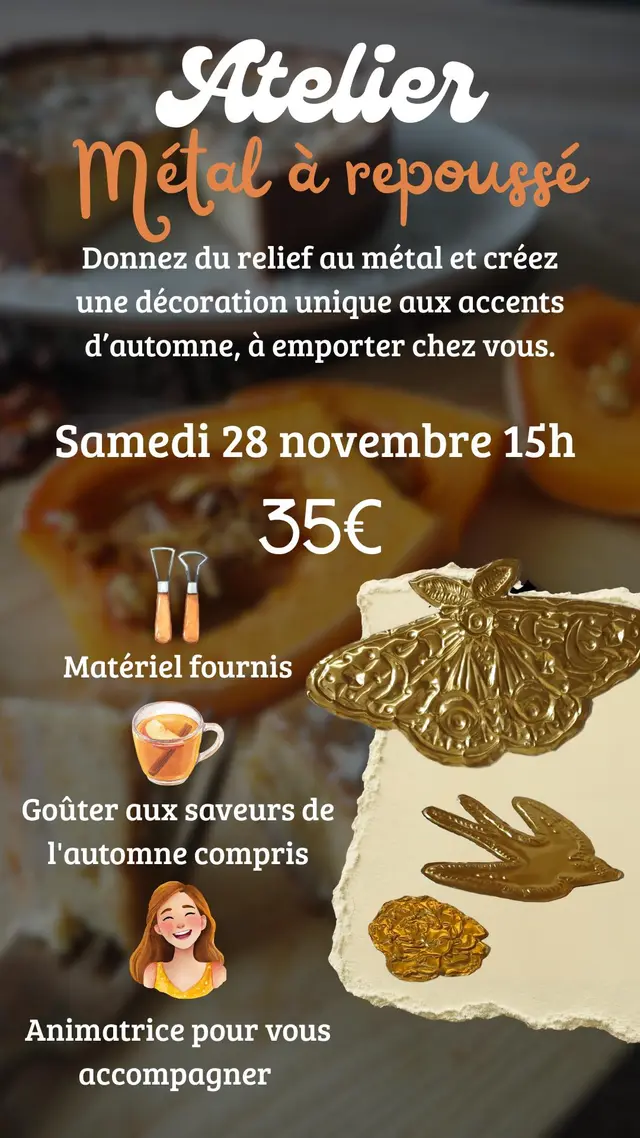 Atelier
Métal à repoussé
Donnez du relief au métal et créez
une décoration unique aux accents
d’automne, à emporter chez vous.
Samedi 28 novembre 15h
35€
Matériel fournis
Goûter aux saveurs de
l'automne compris
Animatrice pour vous
accompagner